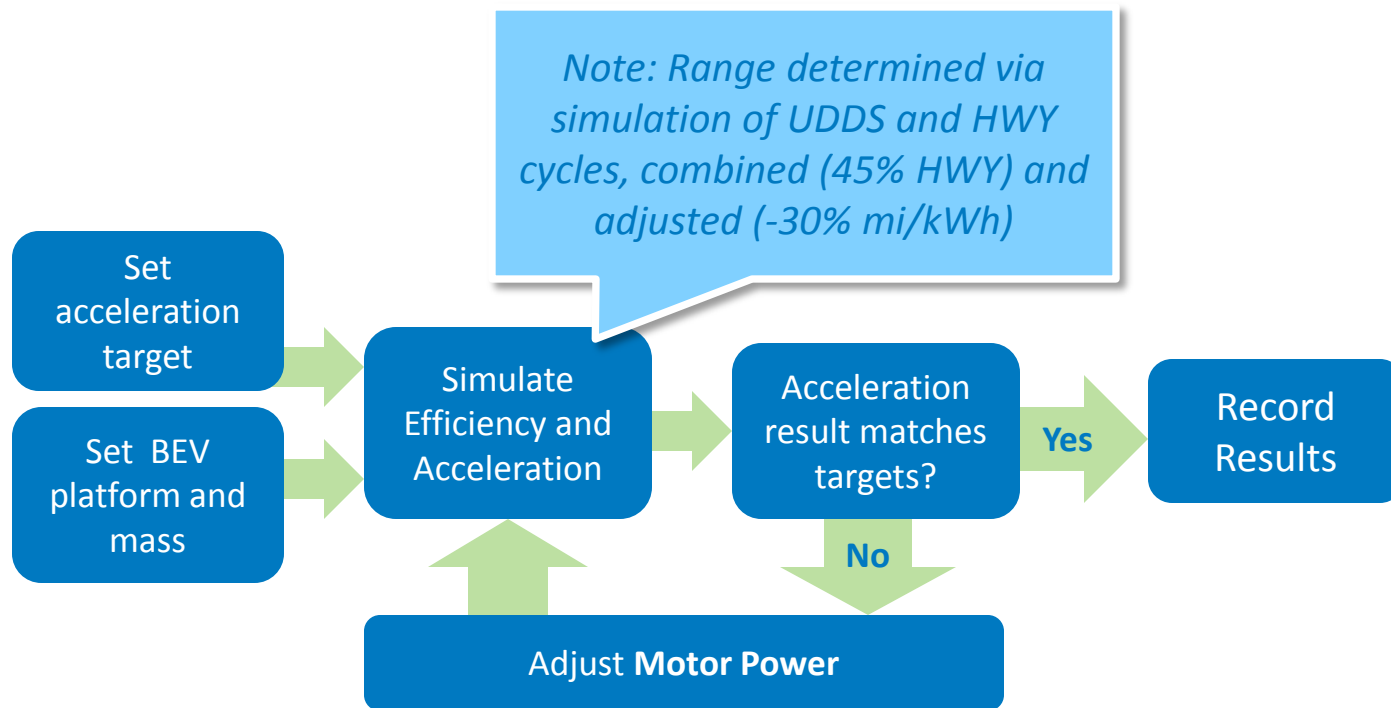 Note: Range determined via
simulation of UDDS and HWY
cycles, combined (45% HWY) and
adjusted (-30% mi/kWh)
Set
acceleration
target
Set BEV
platform and
mass
Simulate
Efficiency and
Acceleration
Acceleration
result matches
targets?
Yes
Record
Results
No
Adjust Motor Power